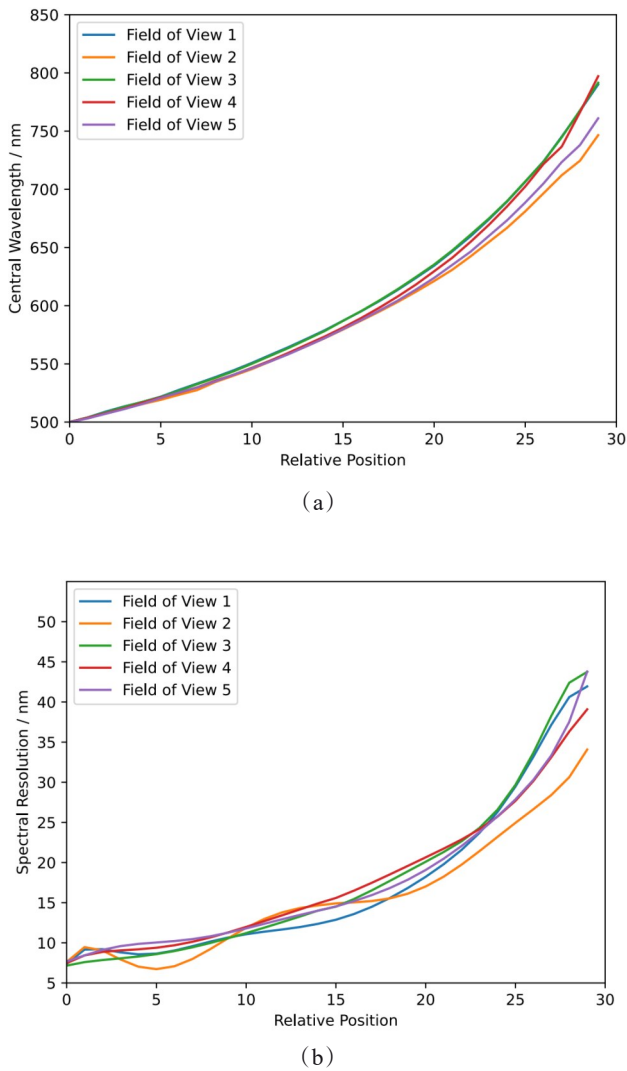 850
800
750
700
650
600
550
500
Central Wavelength / nm
Field of View 1
Field of View 2
Field of View 3
Field of View 4
Field of View 5
0 5 10 15 20 25 30
Relative Position
(a)
50
45
40
35
30
25
20
15
10
5
Spectral Resolution / nm
Field of View 1
Field of View 2
Field of View 3
Field of View 4
Field of View 5
0 5 10 15 20 25 30
Relative Position
(b)